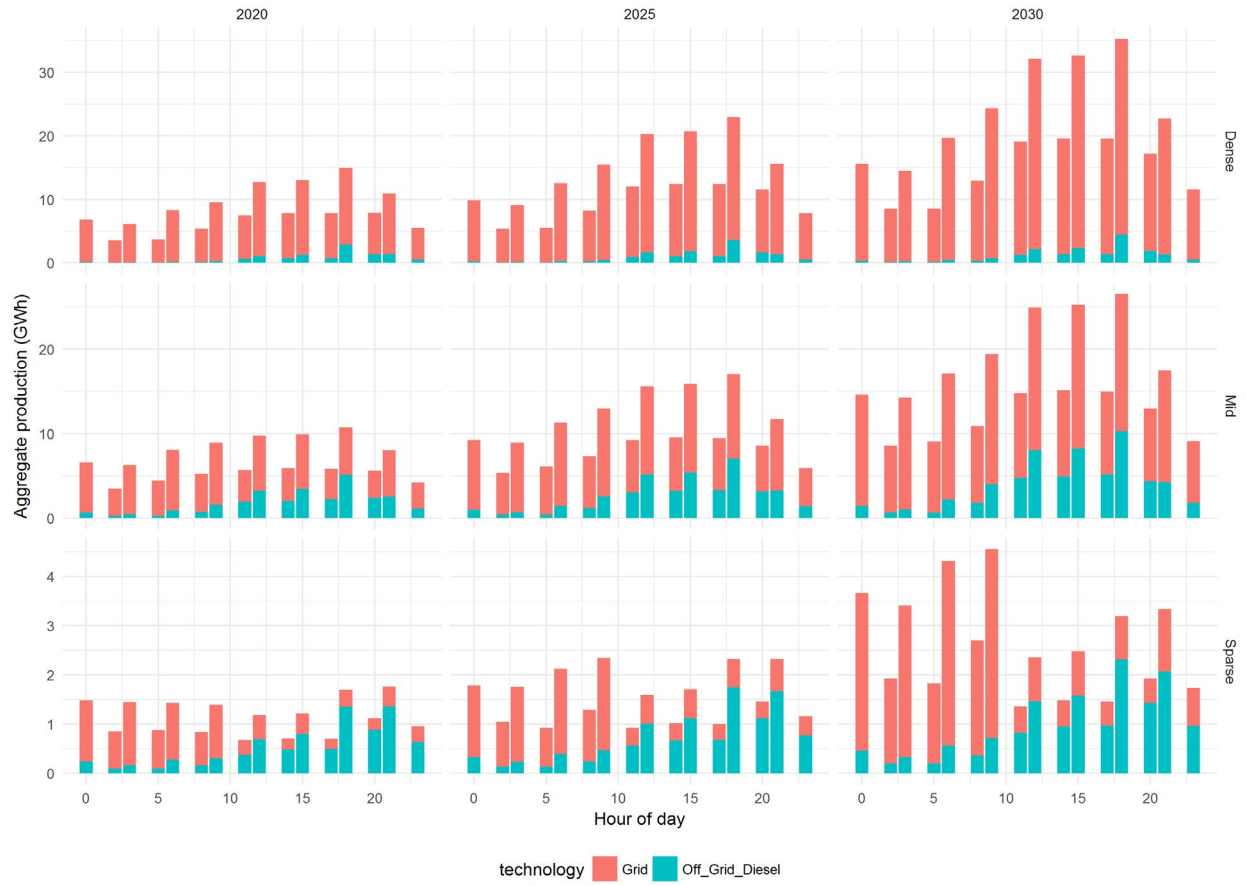 2020 2025 2030
30
20
10
0
Dense
20
10
0
Mid
4
3
2
1
0
Sparse
Aggregate production (GWh)
0 5 10 15 20 0 5 10 15 20 0 5 10 15 20
Hour of day
technology Grid Off_Grid_Diesel